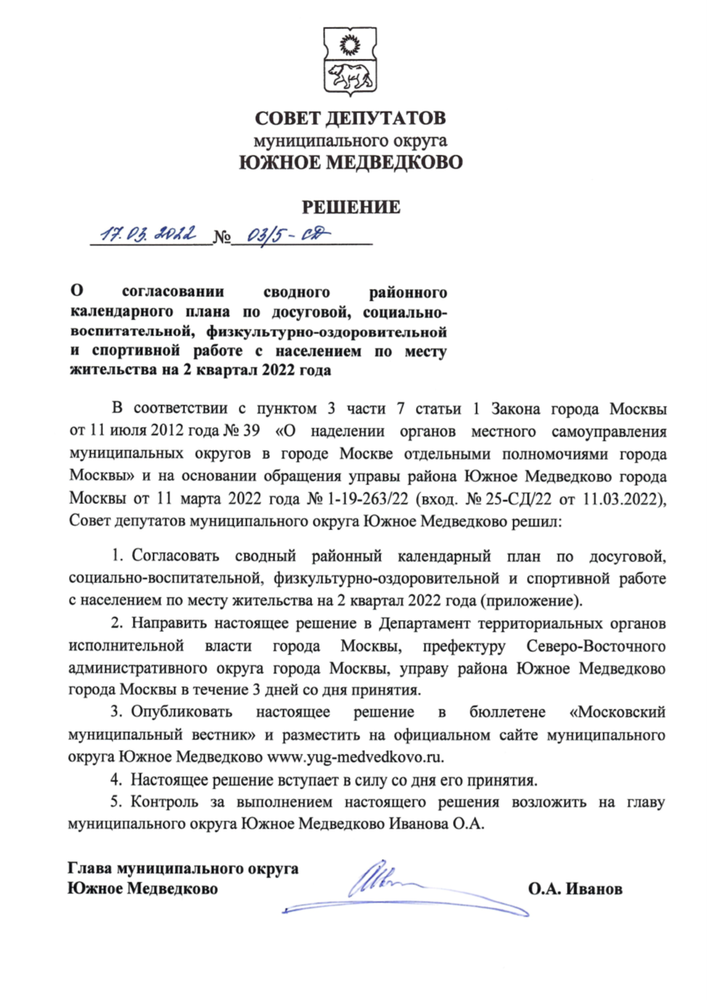 СОВЕТ ДЕПУТАТОВ
муниципального округа
ЮЖНОЕ МЕДВЕДКОВО
РЕШЕНИЕ
17.03.2022 № 03/5-СД
О согласовании сводного районного
календарного плана по досуговой, социально-
воспитательной, физкультурно-оздоровительной
и спортивной работе с населением по месту
жительства на 2 квартал 2022 года
В соответствии с пунктом 3 части 7 статьи 1 Закона города Москвы
от 11 июля 2012 года № 39 «О наделении органов местного самоуправления
муниципальных округов в городе Москве отдельными полномочиями города
Москвы» и на основании обращения управы района Южное Медведково города
Москвы от 11 марта 2022 года № 1-19-263/22 (вход. № 25-СД/22 от 11.03.2022),
Совет депутатов муниципального округа Южное Медведково решил:
1. Согласовать сводный районный календарный план по досуговой,
социально-воспитательной, физкультурно-оздоровительной и спортивной работе
с населением по месту жительства на 2 квартал 2022 года (приложение).
2. Направить настоящее решение в Департамент территориальных органов
исполнительной власти города Москвы, префектуру Северо-Восточного
административного округа города Москвы, управу района Южное Медведково
города Москвы в течение 3 дней со дня принятия.
3. Опубликовать настоящее решение в бюллетене «Московский
муниципальный вестник» и разместить на официальном сайте муниципального
округа Южное Медведково www.yug-medvedkovo.ru.
4. Настоящее решение вступает в силу со дня его принятия.
5. Контроль за выполнением настоящего решения возложить на главу
муниципального округа Южное Медведково Иванова О.А.
Глава муниципального округа
Южное Медведково О.А. Иванов